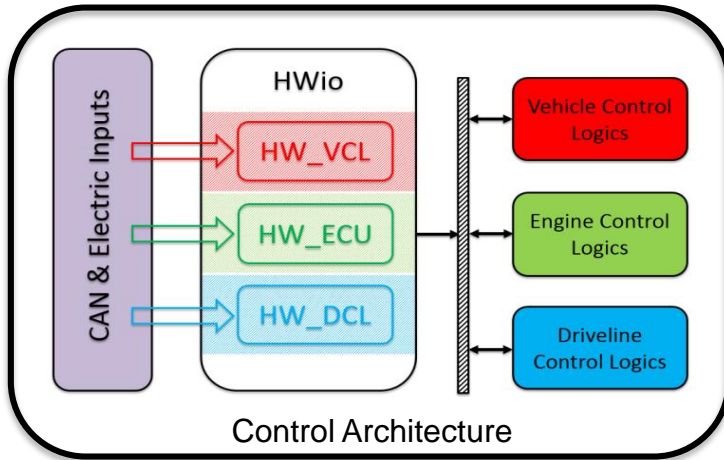 CAN & Electric Inputs
HWio
HW_VCL
HW_ECU
HW_DCL
Vehicle Control
Logics
Engine Control
Logics
Driveline
Control Logics
Control Architecture